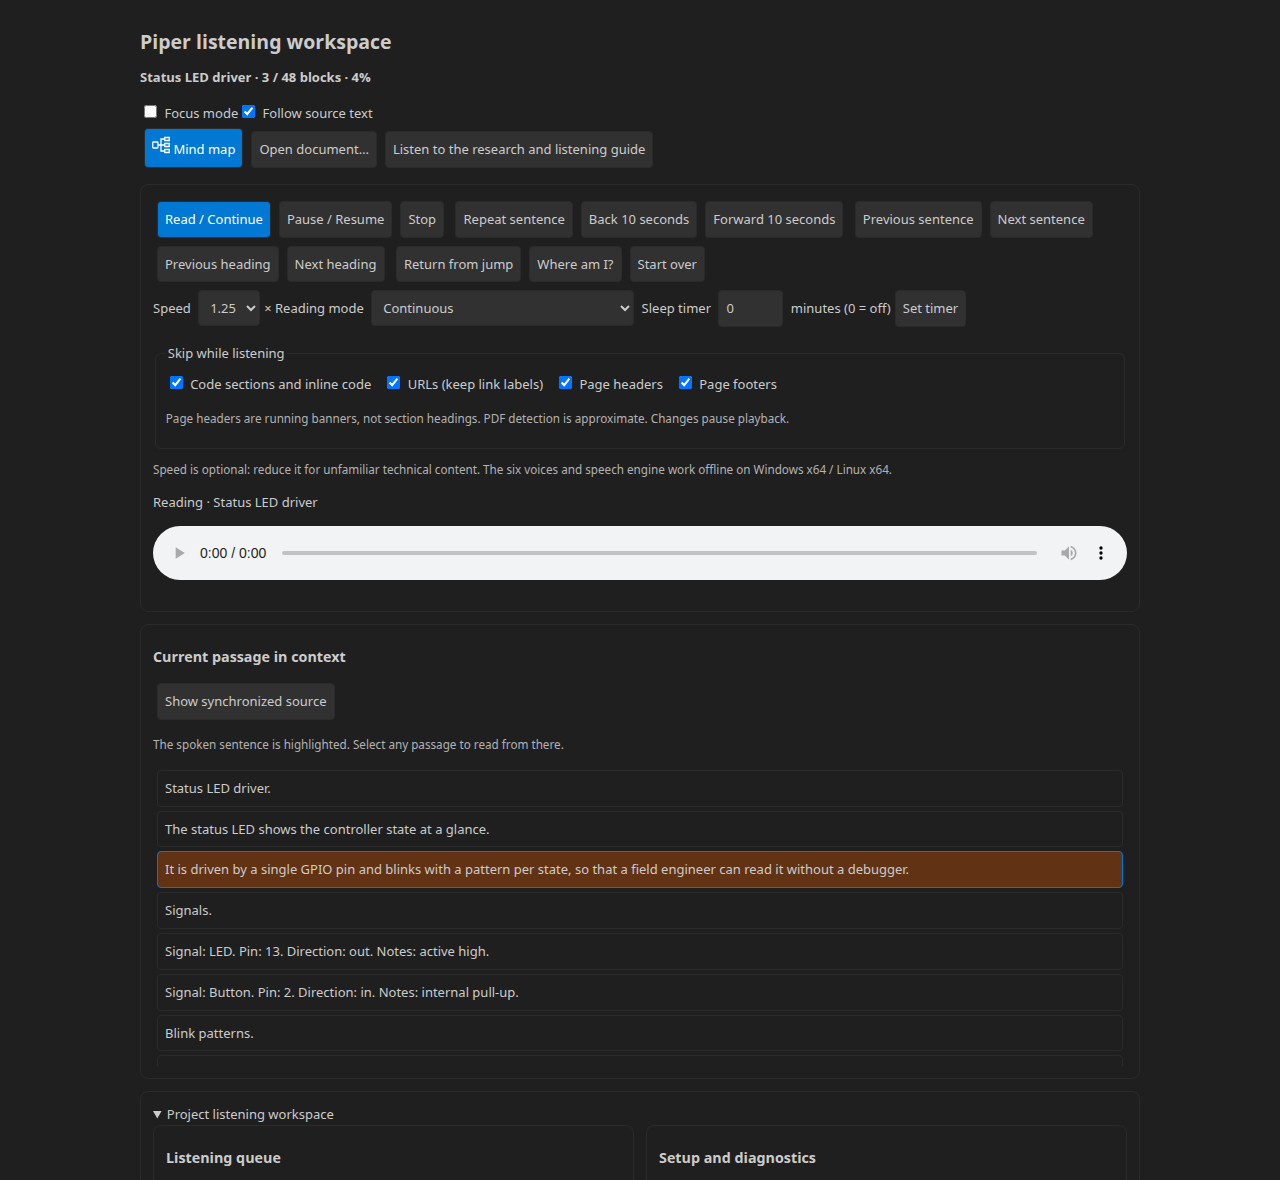 Piper listening workspace
Status LED driver · 3 / 48 blocks · 4%
Focus mode Follow source text
Mind map Open document... Listen to the research and listening guide
Read / Continue Pause / Resume Stop Repeat sentence Back 10 seconds Forward 10 seconds Previous sentence Next sentence
Previous heading Next heading Return from jump Where am I? Start over
Speed 1.25 × Reading mode Continuous Sleep timer 0 minutes (0 = off) Set timer
Skip while listening
Code sections and inline code URLs (keep link labels) Page headers Page footers
Page headers are running banners, not section headings. PDF detection is approximate. Changes pause playback.
Speed is optional: reduce it for unfamiliar technical content. The six voices and speech engine work offline on Windows x64 / Linux x64.
Reading · Status LED driver
0:00 / 0:00
Current passage in context
Show synchronized source
The spoken sentence is highlighted. Select any passage to read from there.
Status LED driver.
The status LED shows the controller state at a glance.
It is driven by a single GPIO pin and blinks with a pattern per state, so that a field engineer can read it without a debugger.
Signals.
Signal: LED. Pin: 13. Direction: out. Notes: active high.
Signal: Button. Pin: 2. Direction: in. Notes: internal pull-up.
Blink patterns.
Project listening workspace
Listening queue Setup and diagnostics